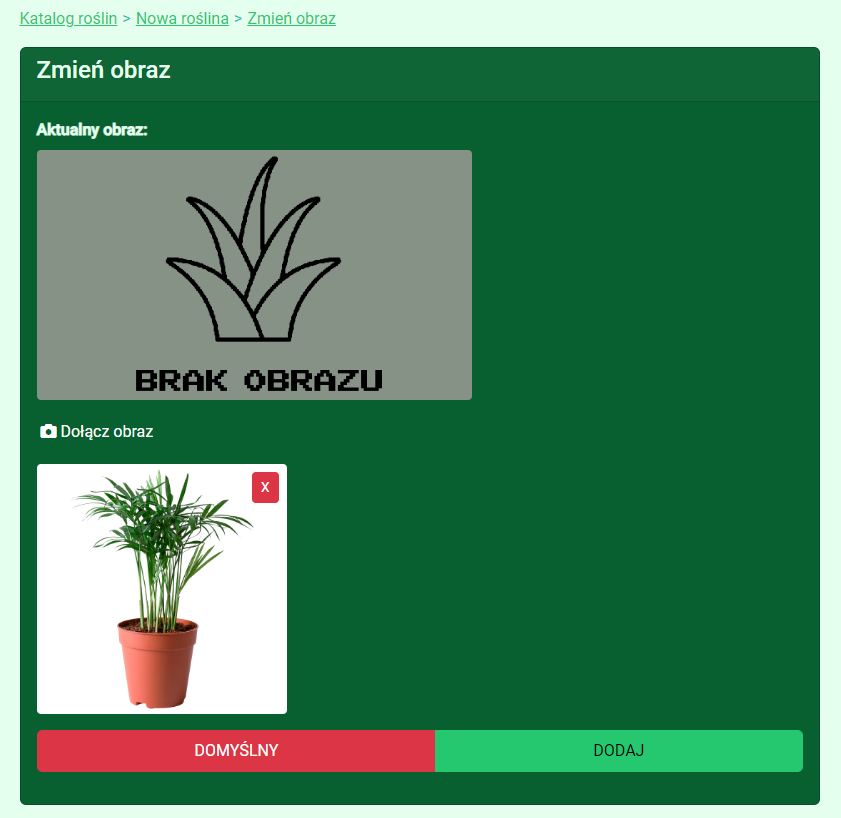 Katalog roślin > Nowa roślina > Zmień obraz
Zmień obraz
Aktualny obraz:
BRAK OBRAZU
Dołącz obraz
X
DOMYŚLNY
DODAJ